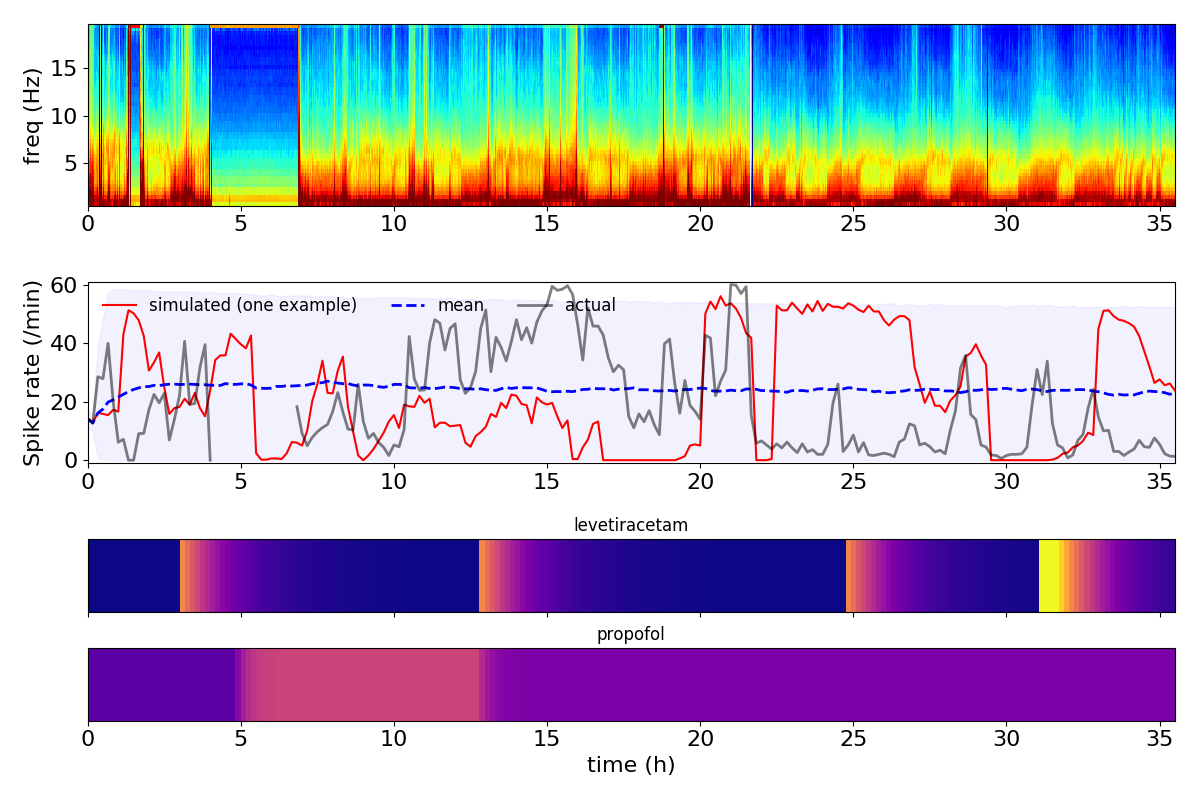 freq (Hz)
15
10
5
0 5 10 15 20 25 30 35
Spike rate (/min)
60
40
20
0
simulated (one example) mean actual
0 5 10 15 20 25 30 35
levetiracetam
propofol
0 5 10 15 20 25 30 35
time (h)